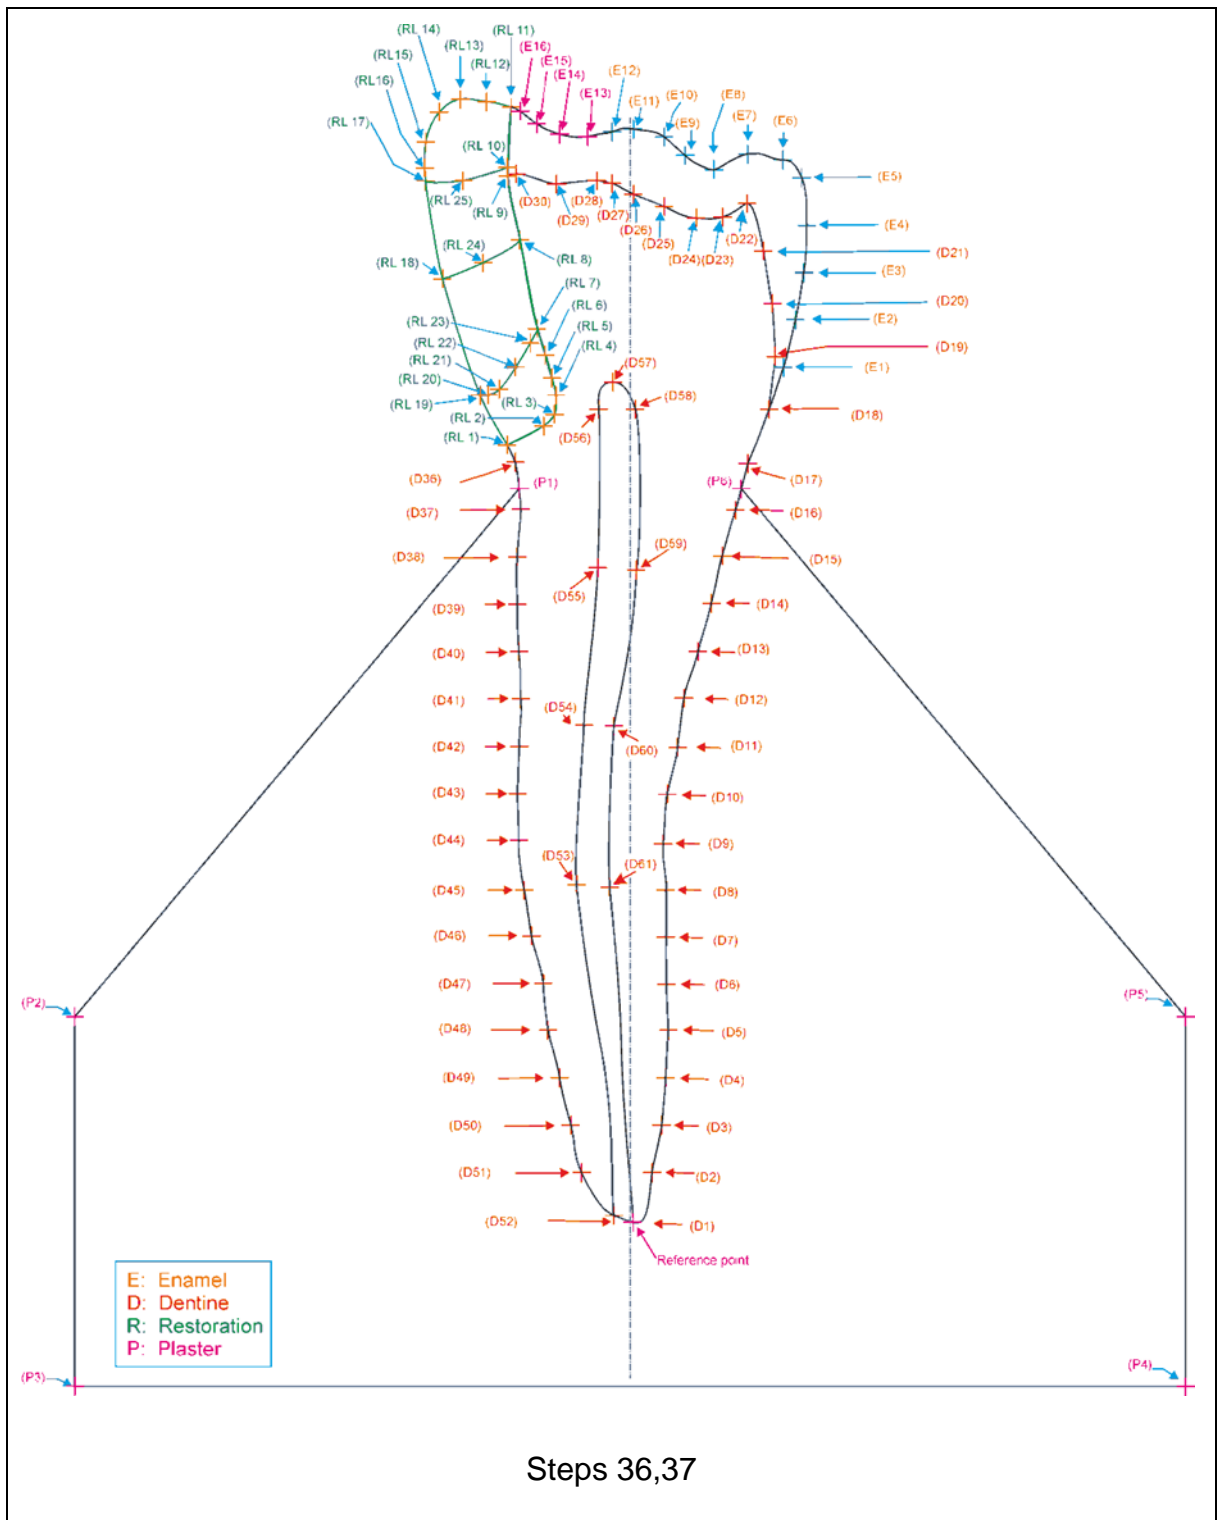 (RL 14)
(RL13)
(RL 11)
(E16)
(E15)
(E14)
(E13)
(E12)
(E11)
(E10)
(E9)
(E8)
(E7)
(E6)
(RL15)
(RL12)
(RL16)
(RL 17)
(RL 10)
(E5)
(RL 25)
(RL 9)
(D30)
(D29)
(D28)
(D27)
(D26)
(D25)
(D24)
(D23)
(D22)
(E4)
(D21)
(RL 24)
(RL 8)
(RL 18)
(E3)
(RL 7)
(D20)
(RL 6)
(RL 23)
(E2)
(RL 5)
(RL 22)
(RL 4)
(D19)
(RL 21)
(D57)
(E1)
(RL 20)
(D58)
(RL 19)
(RL 3)
(RL 2)
(D18)
(RL 1)
(D56)
(D36)
(P1)
(P6)
(D17)
(D37)
(D16)
(D38)
(D59)
(D15)
(D55)
(D39)
(D14)
(D40)
(D13)
(D41)
(D54)
(D12)
(D42)
(D60)
(D11)
(D43)
(D10)
(D44)
(D9)
(D53)
(D61)
(D45)
(D8)
(D46)
(D7)
(D47)
(D6)
(P2)
(P5)
(D48)
(D5)
(D49)
(D4)
(D50)
(D3)
(D51)
(D2)
(D52)
(D1)
Reference point
E: Enamel
D: Dentine
R: Restoration
P: Plaster
(P3)
(P4)
Steps 36,37